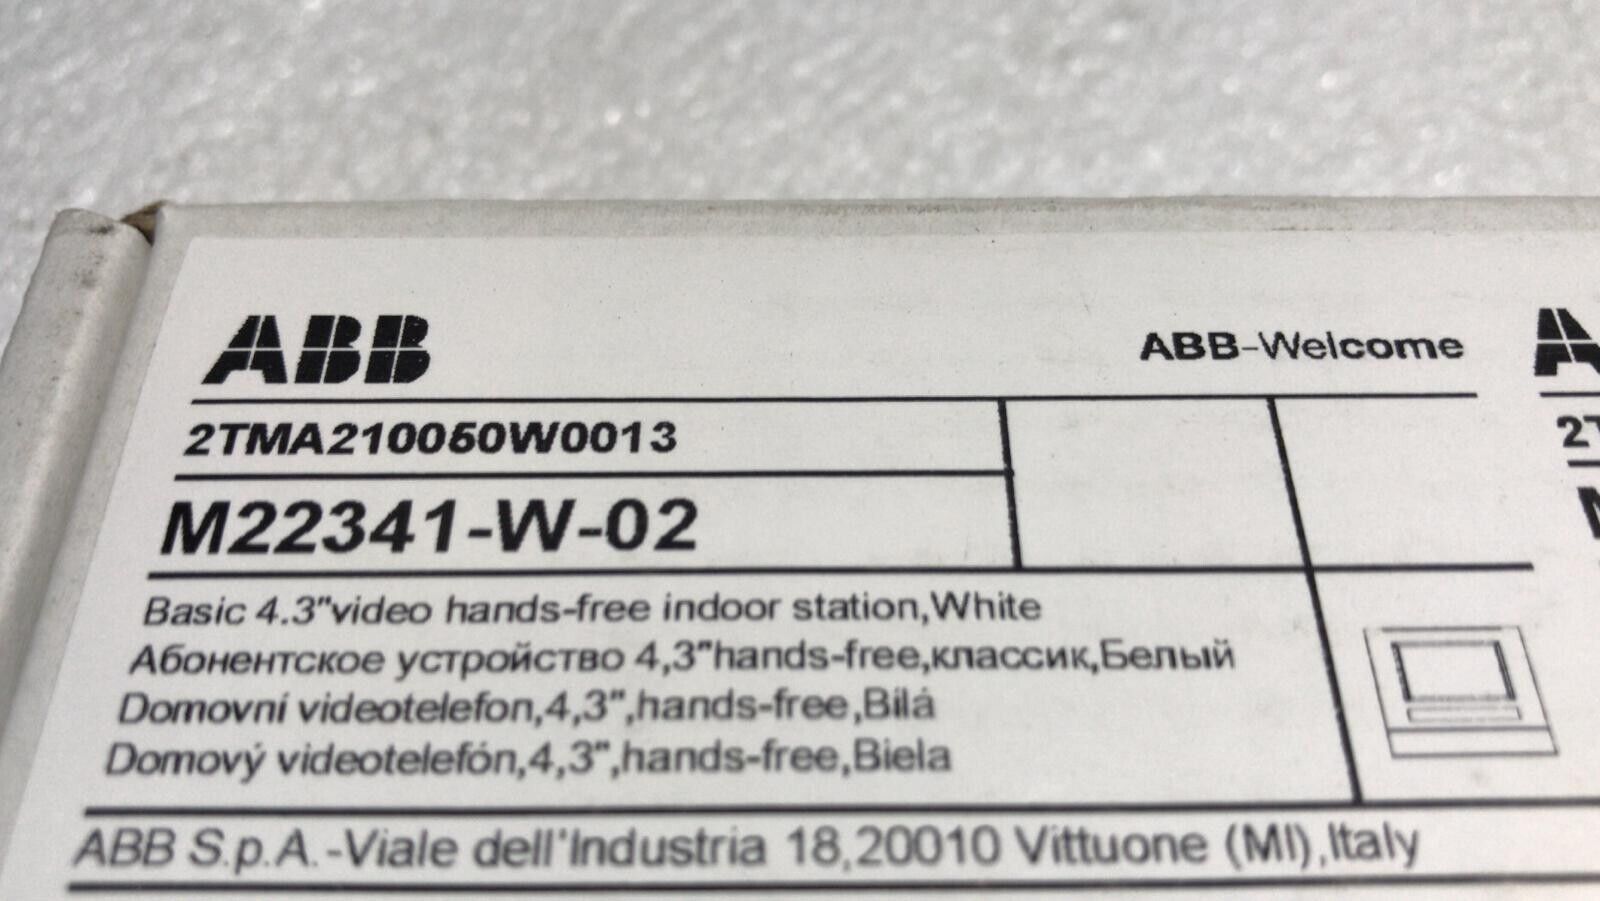 ABB
ABB-Welcome
2TMA210050W0013
M22341-W-02
Basic 4.3"video hands-free indoor station,White
Абонентское устройство 4,3"hands-free,классик,Белый
Domovní videotelefon,4,3",hands-free,Bílá
Domový videotelefón,4,3",hands-free,Biela
ABB S.p.A.-Viale dell'Industria 18,20010 Vittuone (MI),Italy